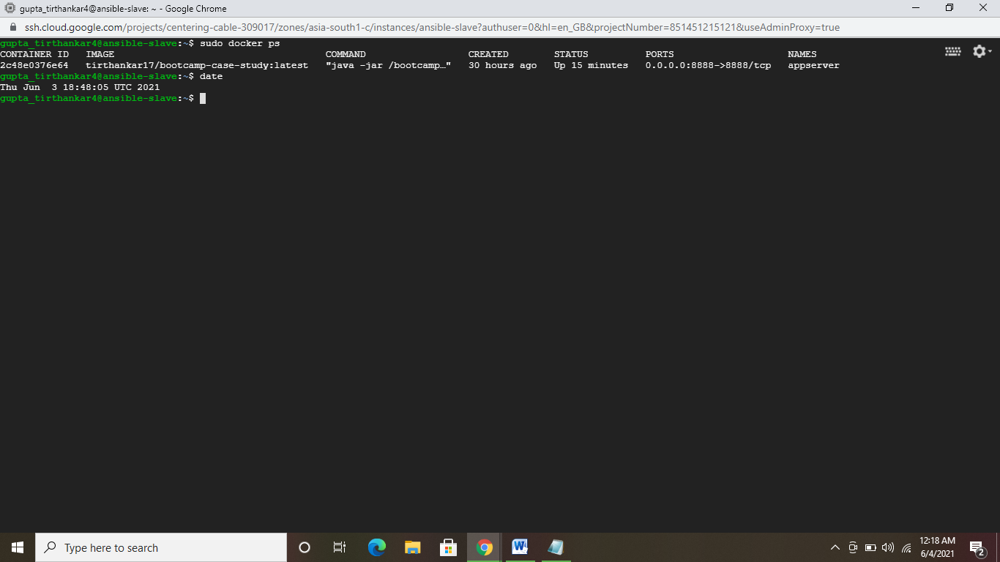 gupta_tirthankar4@ansible-slave: ~ - Google Chrome
ssh.cloud.google.com/projects/centering-cable-309017/zones/asia-south1-c/instances/ansible-slave?authuser=0&hl=en_GB&projectNumber=851451215121&useAdminProxy=true
gupta_tirthankar4@ansible-slave:~$ sudo docker ps
CONTAINER ID   IMAGE                                     COMMAND                  CREATED        STATUS          PORTS                    NAMES
2c48e0376e64   tirthankar17/bootcamp-case-study:latest   "java -jar /bootcamp…"   30 hours ago   Up 15 minutes   0.0.0.0:8888->8888/tcp   appserver
gupta_tirthankar4@ansible-slave:~$ date
Thu Jun  3 18:48:05 UTC 2021
gupta_tirthankar4@ansible-slave:~$
Type here to search
12:18 AM
6/4/2021
2